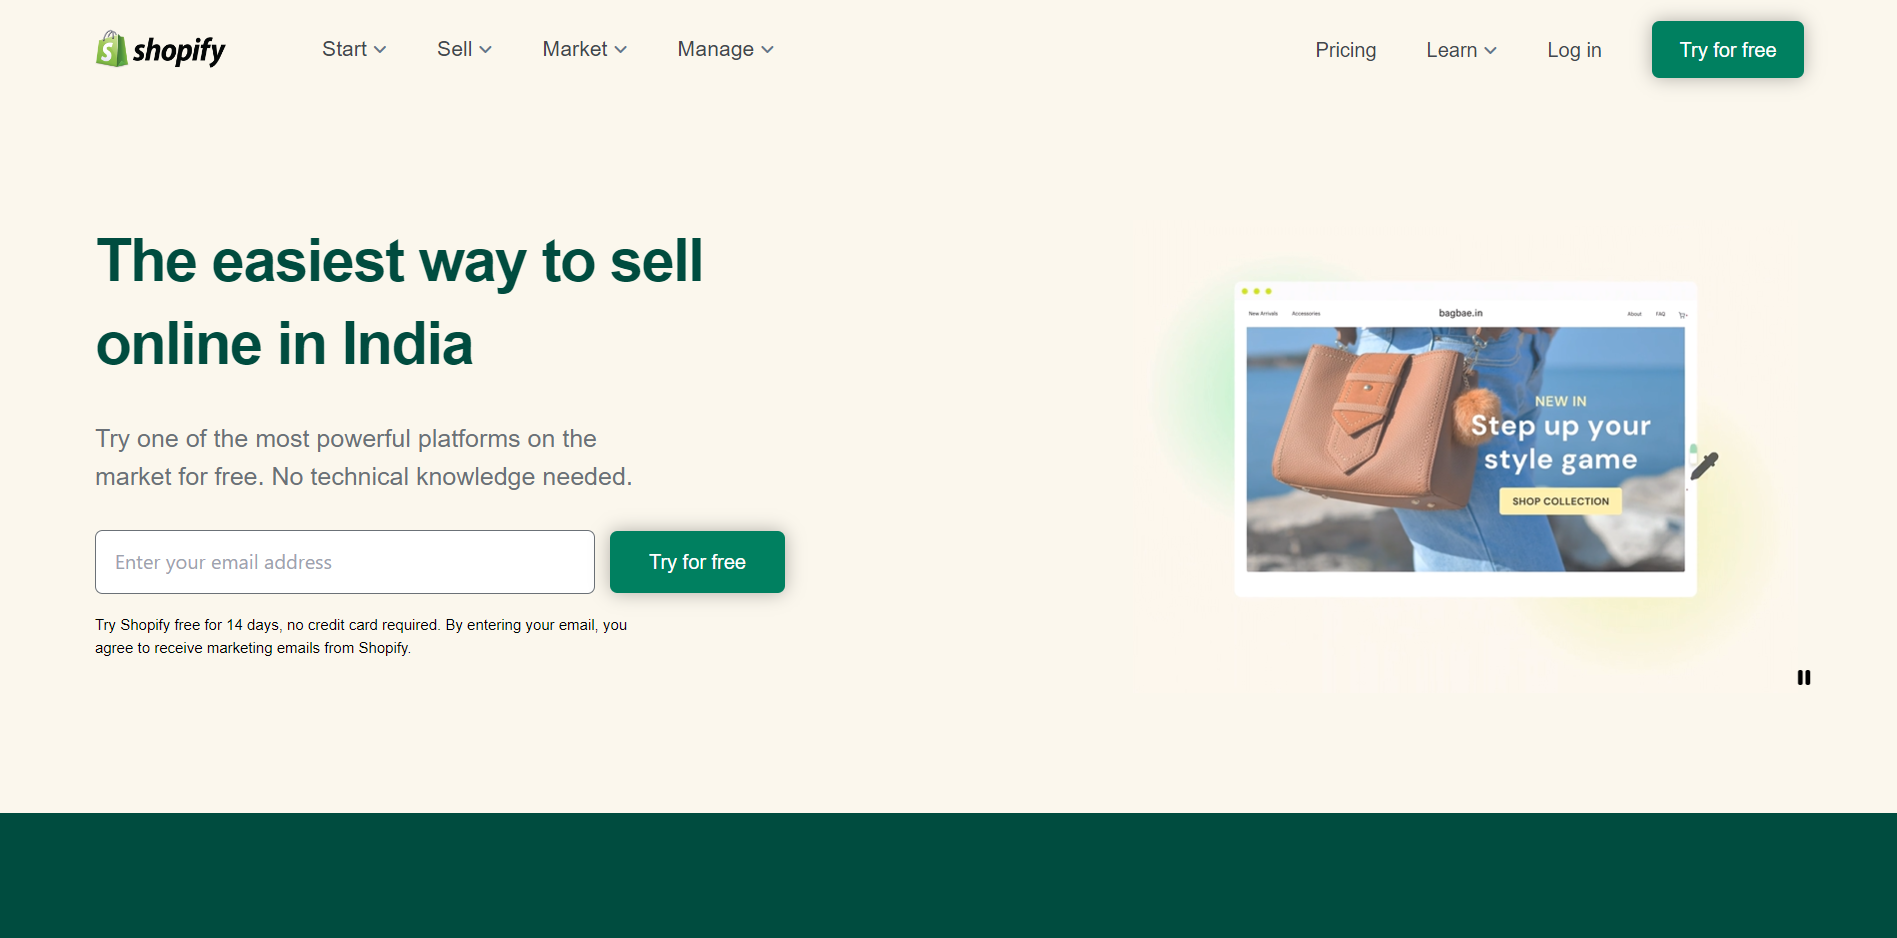 shopify
Start
Sell
Market
Manage
Pricing
Learn
Log in
Try for free
The easiest way to sell
online in India
Try one of the most powerful platforms on the
market for free. No technical knowledge needed.
Enter your email address
Try for free
Try Shopify free for 14 days, no credit card required. By entering your email, you
agree to receive marketing emails from Shopify.
New Arrivals
Accessories
bagbae.in
About
FAQ
NEW IN
Step up your
style game
SHOP COLLECTION